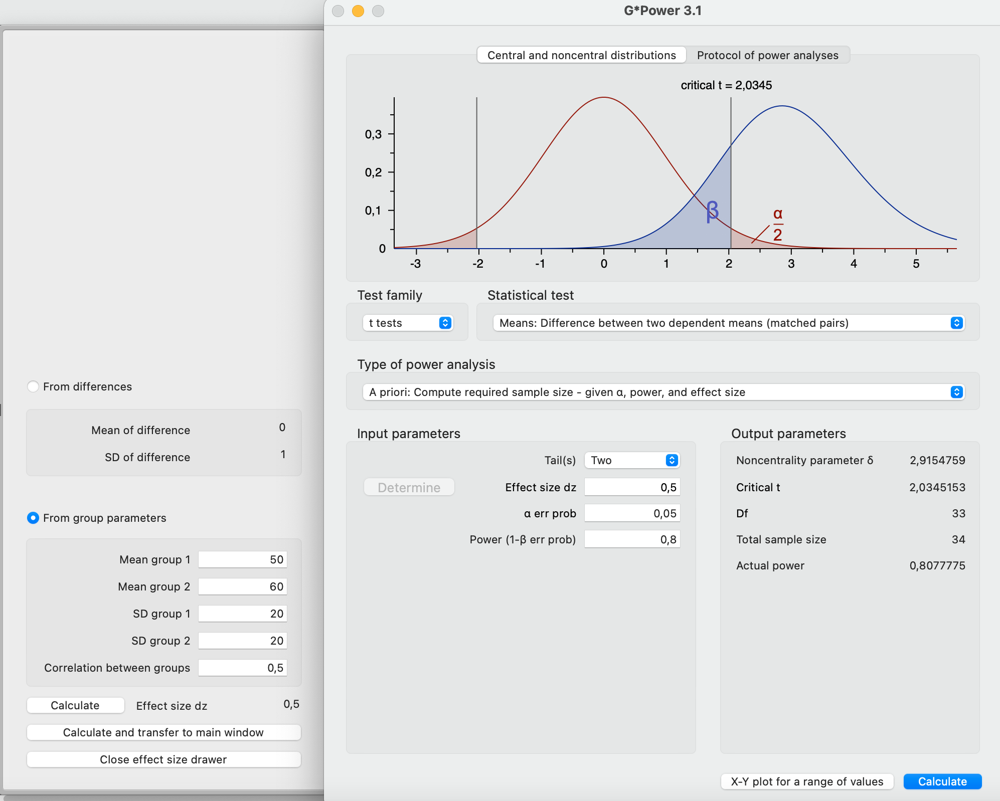 G*Power 3.1
Central and noncentral distributions Protocol of power analyses
critical t = 2,0345
0,3
0,2
0,1
0
β
α
2
-3 -2 -1 0 1 2 3 4 5
Test family Statistical test
t tests Means: Difference between two dependent means (matched pairs)
Type of power analysis
A priori: Compute required sample size - given α, power, and effect size
From differences
Mean of difference 0
SD of difference 1
From group parameters
Mean group 1 50
Mean group 2 60
SD group 1 20
SD group 2 20
Correlation between groups 0,5
Calculate Effect size dz 0,5
Calculate and transfer to main window
Close effect size drawer
Input parameters
Tail(s) Two
Determine Effect size dz 0,5
α err prob 0,05
Power (1-β err prob) 0,8
Output parameters
Noncentrality parameter δ 2,9154759
Critical t 2,0345153
Df 33
Total sample size 34
Actual power 0,8077775
X-Y plot for a range of values Calculate